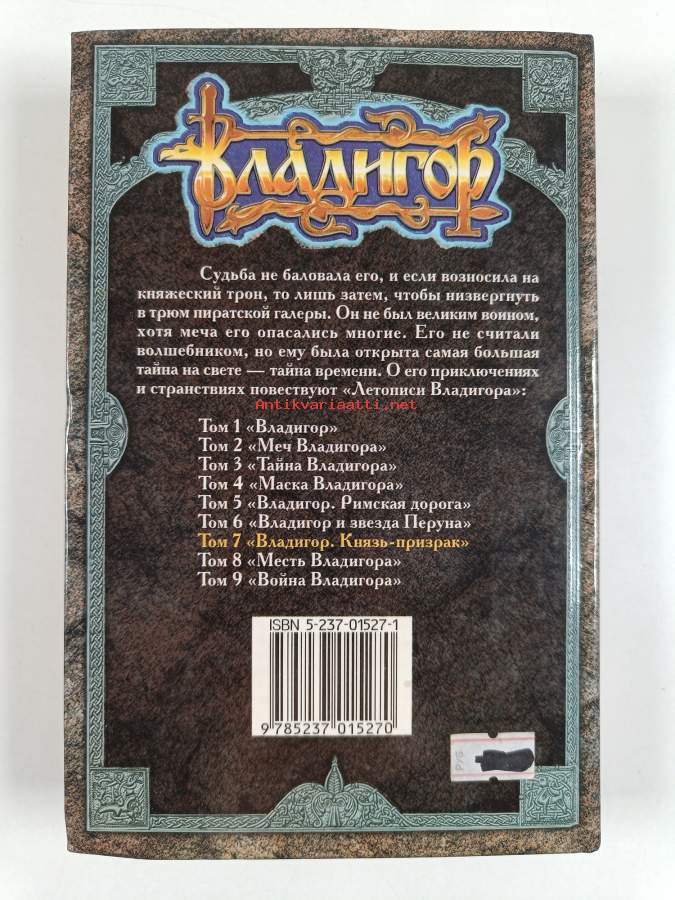 Владигор
Судьба не баловала его, и если возносила на
княжеский трон, то лишь затем, чтобы низвергнуть
в трюм пиратской галеры. Он не был великим воином,
хотя меча его опасались многие. Его не считали
волшебником, но ему была открыта самая большая
тайна на свете — тайна времени. О его приключениях
и странствиях повествуют «Летописи Владигора»:
Antikvariaatti.net
Том 1 «Владигор»
Том 2 «Меч Владигора»
Том 3 «Тайна Владигора»
Том 4 «Маска Владигора»
Том 5 «Владигор. Римская дорога»
Том 6 «Владигор и звезда Перуна»
Том 7 «Владигор. Князь-призрак»
Том 8 «Месть Владигора»
Том 9 «Война Владигора»
ISBN 5-237-01527-1
9 785237 015270